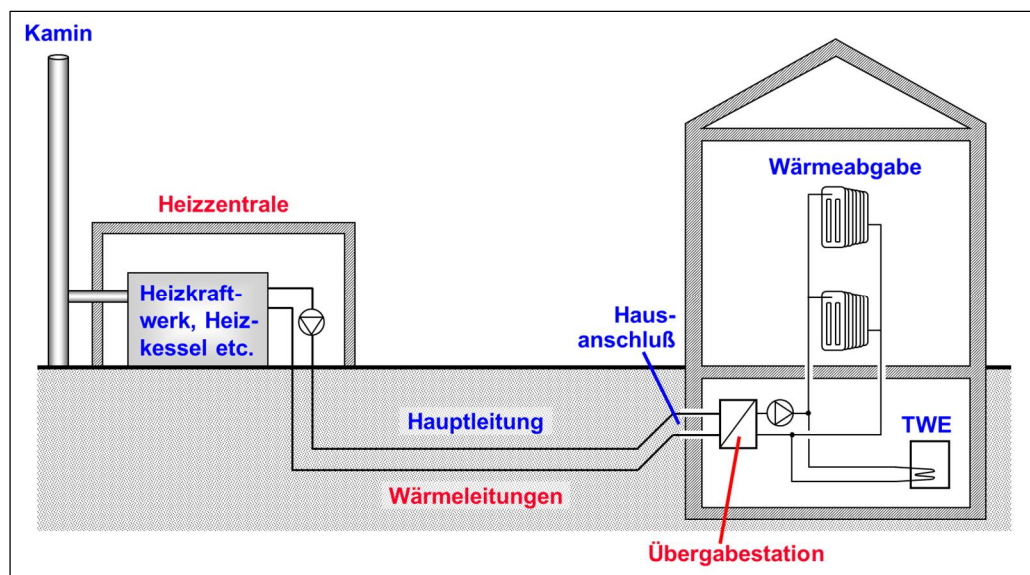 Kamin
Heizzentrale
Heizkraft-
werk, Heiz-
kessel etc.
Wärmeabgabe
Haus-
anschluß
Hauptleitung
TWE
Wärmeleitungen
Übergabestation